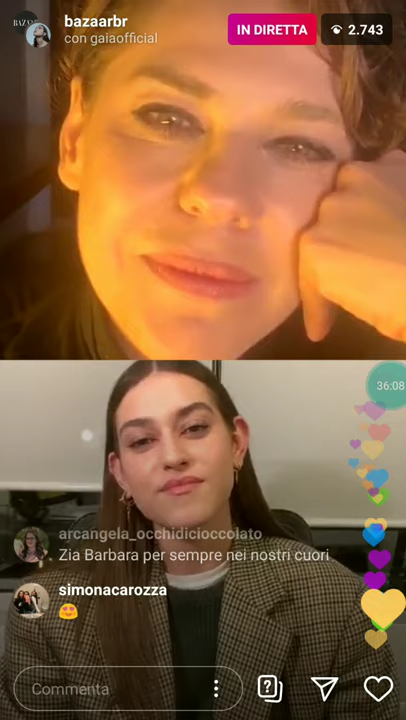 bazaarbr
con gaiaofficial
IN DIRETTA
2.743
36:08
arcangela_occhidicioccolato
Zia Barbara per sempre nei nostri cuori
simonacarozza
😍
Commenta